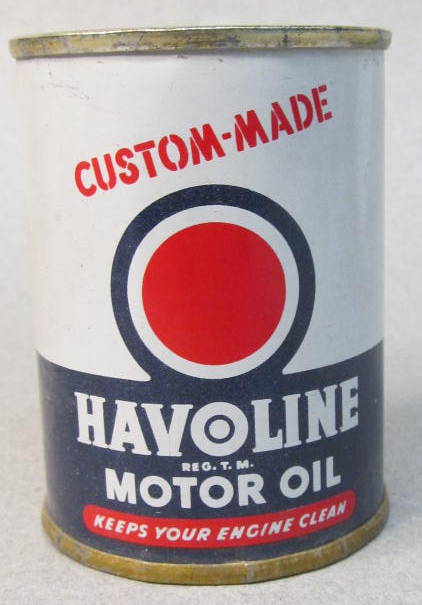 CUSTOM-MADE
HAVOLINE
REG. T. M.
MOTOR OIL
KEEPS YOUR ENGINE CLEAN